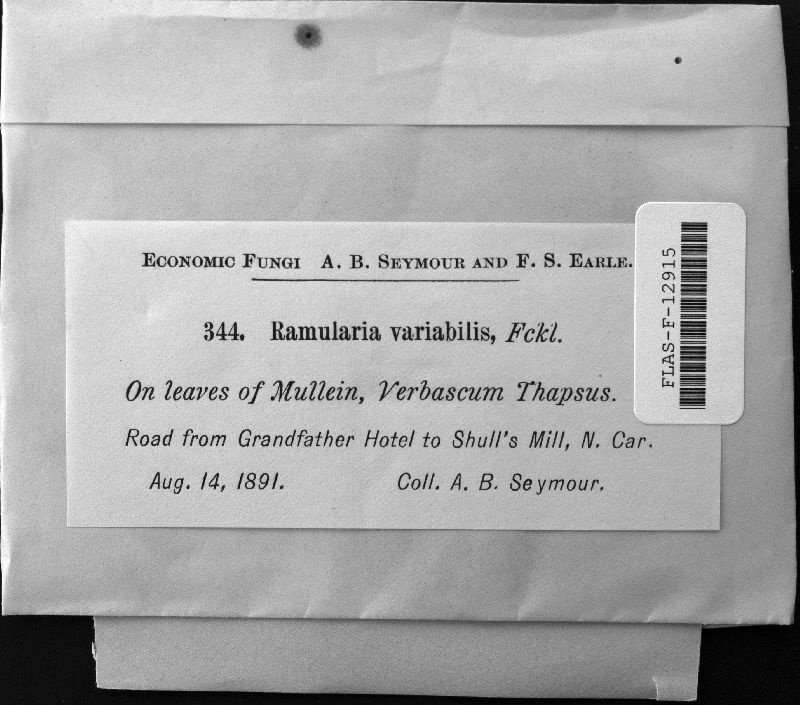 ECONOMIC FUNGI A. B. SEYMOUR AND F. S. EARLE.
344. Ramularia variabilis, Fckl.
On leaves of Mullein, Verbascum Thapsus.
Road from Grandfather Hotel to Shull's Mill, N. Car.
Aug. 14, 1891. Coll. A. B. Seymour.
FLAS-F-12915